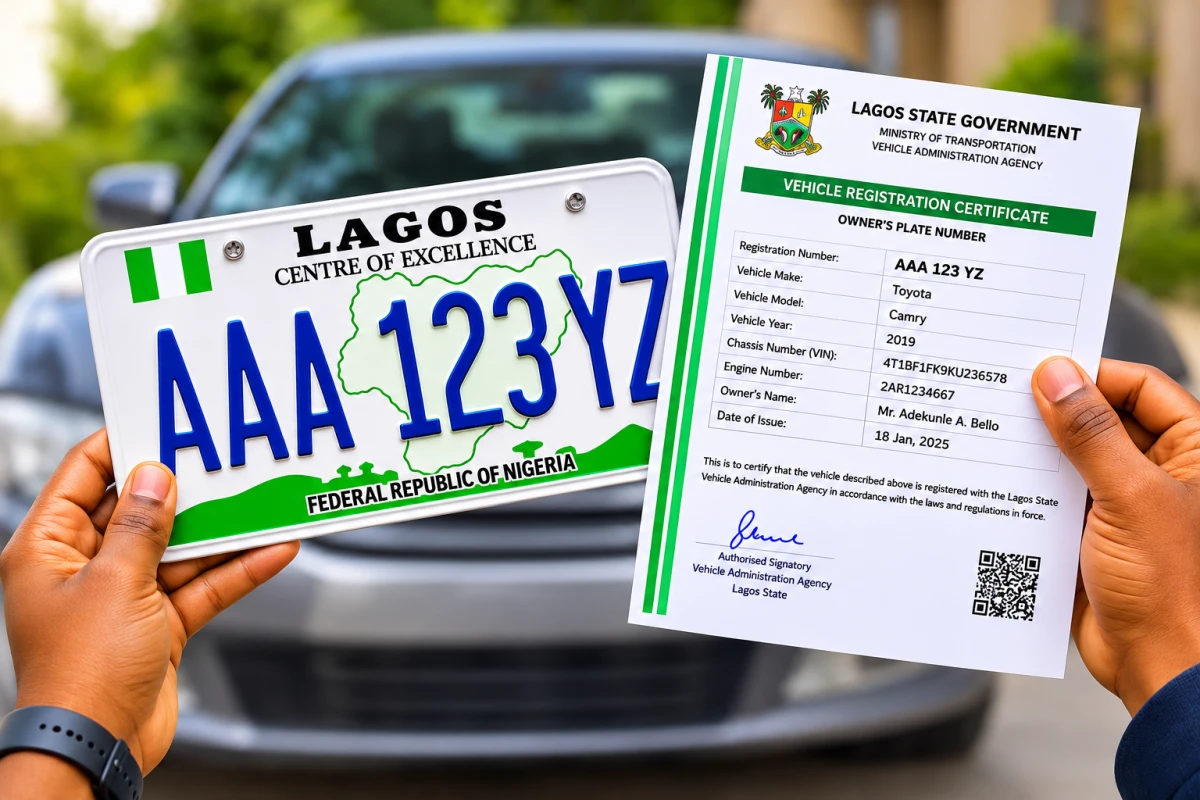 LAGOS
CENTRE OF EXCELLENCE
AAA 123 YZ
FEDERAL REPUBLIC OF NIGERIA
LAGOS STATE GOVERNMENT
MINISTRY OF TRANSPORTATION
VEHICLE ADMINISTRATION AGENCY
VEHICLE REGISTRATION CERTIFICATE
OWNER'S PLATE NUMBER
Registration Number: AAA 123 YZ
Vehicle Make: Toyota
Vehicle Model: Camry
Vehicle Year: 2019
Chassis Number (VIN): 4T1BF1FK9KU236578
Engine Number: 2AR1234667
Owner's Name: Mr. Adekunle A. Bello
Date of Issue: 18 Jan, 2025
This is to certify that the vehicle described above is registered with the Lagos State
Vehicle Administration Agency in accordance with the laws and regulations in force.
Authorised Signatory
Vehicle Administration Agency
Lagos State